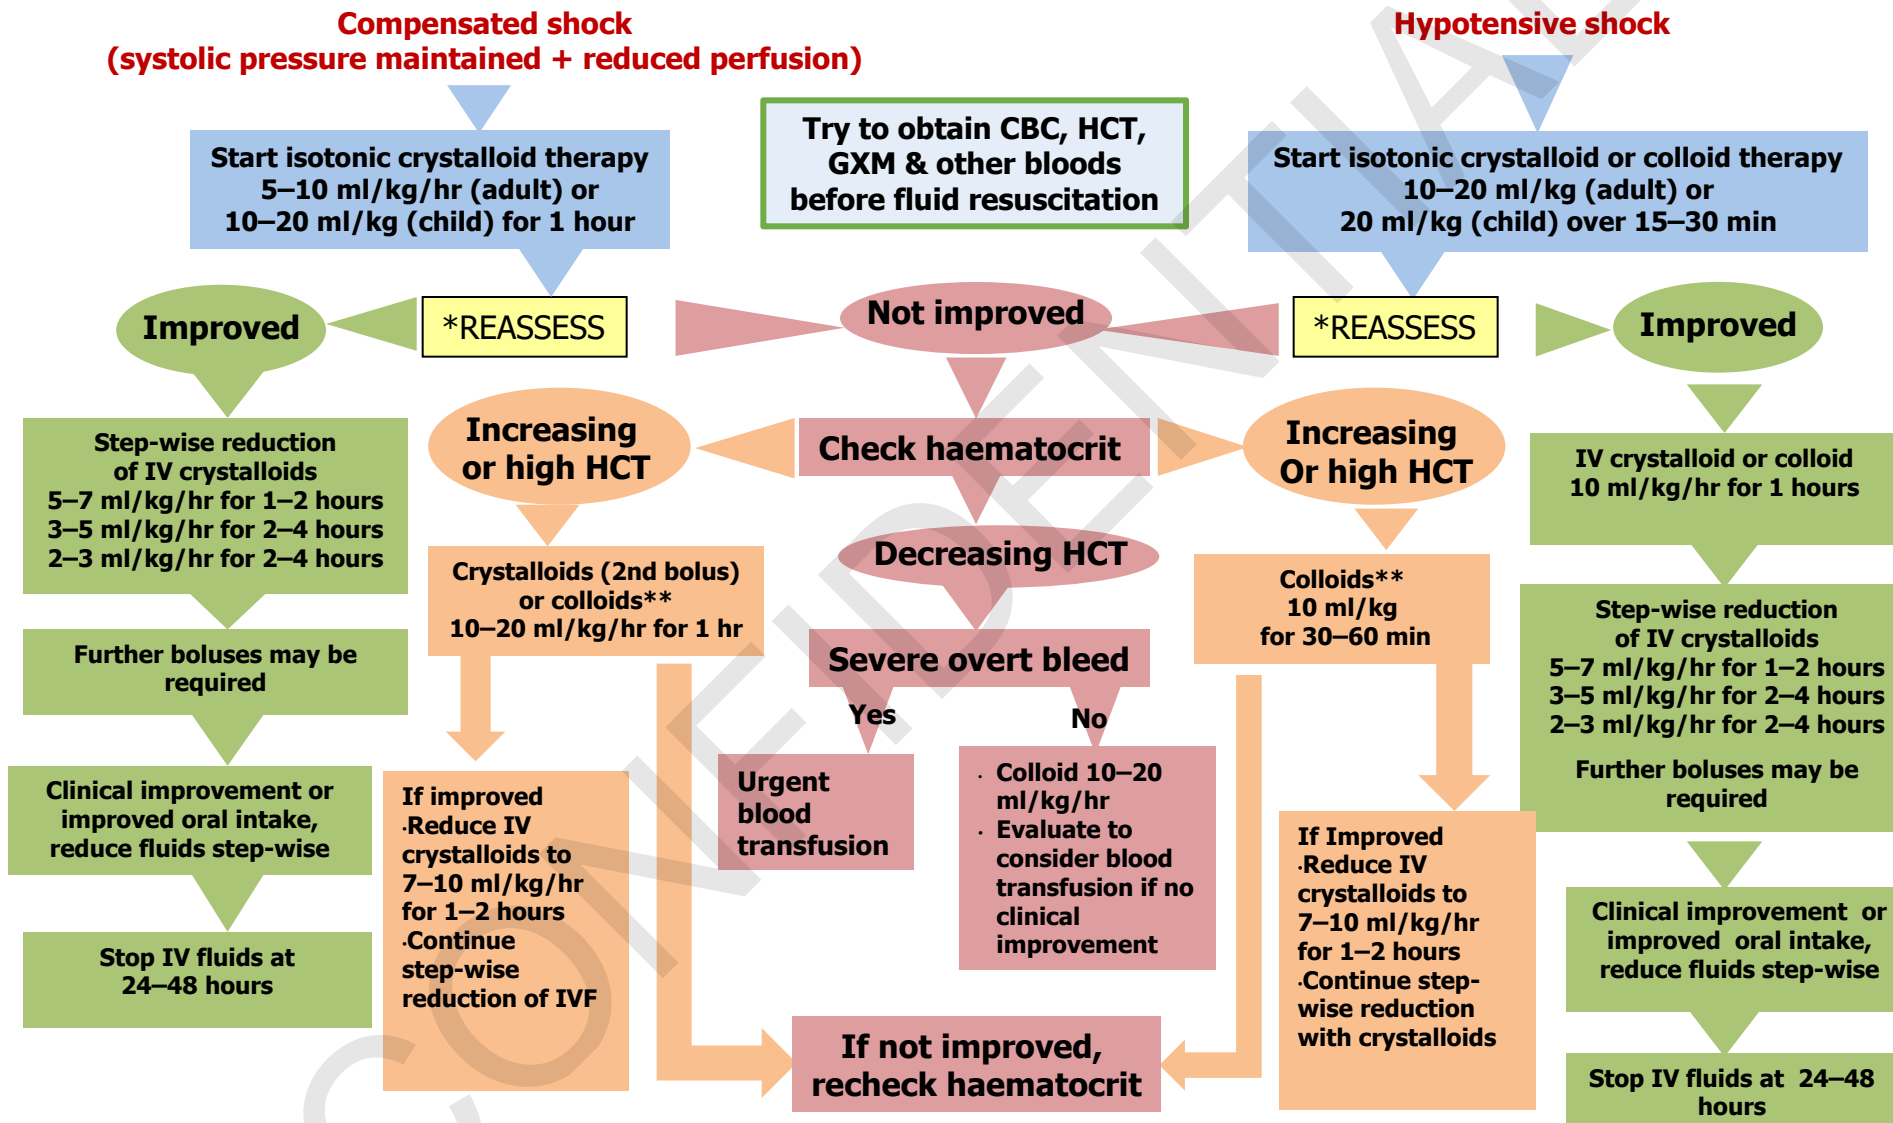 Compensated shock
(systolic pressure maintained + reduced perfusion)
Hypotensive shock
Try to obtain CBC, HCT,
GXM & other bloods
before fluid resuscitation
Start isotonic crystalloid therapy
5–10 ml/kg/hr (adult) or
10–20 ml/kg (child) for 1 hour
Start isotonic crystalloid or colloid therapy
10–20 ml/kg (adult) or
20 ml/kg (child) over 15–30 min
Improved
*REASSESS
Not improved
*REASSESS
Improved
Step-wise reduction
of IV crystalloids
5–7 ml/kg/hr for 1–2 hours
3–5 ml/kg/hr for 2–4 hours
2–3 ml/kg/hr for 2–4 hours
Increasing
or high HCT
Check haematocrit
Increasing
Or high HCT
IV crystalloid or colloid
10 ml/kg/hr for 1 hours
Crystalloids (2nd bolus)
or colloids**
10–20 ml/kg/hr for 1 hr
Decreasing HCT
Colloids**
10 ml/kg
for 30–60 min
Step-wise reduction
of IV crystalloids
5–7 ml/kg/hr for 1–2 hours
3–5 ml/kg/hr for 2–4 hours
2–3 ml/kg/hr for 2–4 hours
Further boluses may be
required
Further boluses may be
required
Severe overt bleed
Yes
No
Clinical improvement or
improved oral intake,
reduce fluids step-wise
If improved
·Reduce IV
crystalloids to
7–10 ml/kg/hr
for 1–2 hours
·Continue
step-wise
reduction of IVF
Urgent
blood
transfusion
· Colloid 10–20
ml/kg/hr
· Evaluate to
consider blood
transfusion if no
clinical
improvement
If Improved
·Reduce IV
crystalloids to
7–10 ml/kg/hr
for 1–2 hours
·Continue step-
wise reduction
with crystalloids
Clinical improvement or
improved oral intake,
reduce fluids step-wise
Stop IV fluids at
24–48 hours
If not improved,
recheck haematocrit
Stop IV fluids at 24–48
hours
CONFIDENTIAL